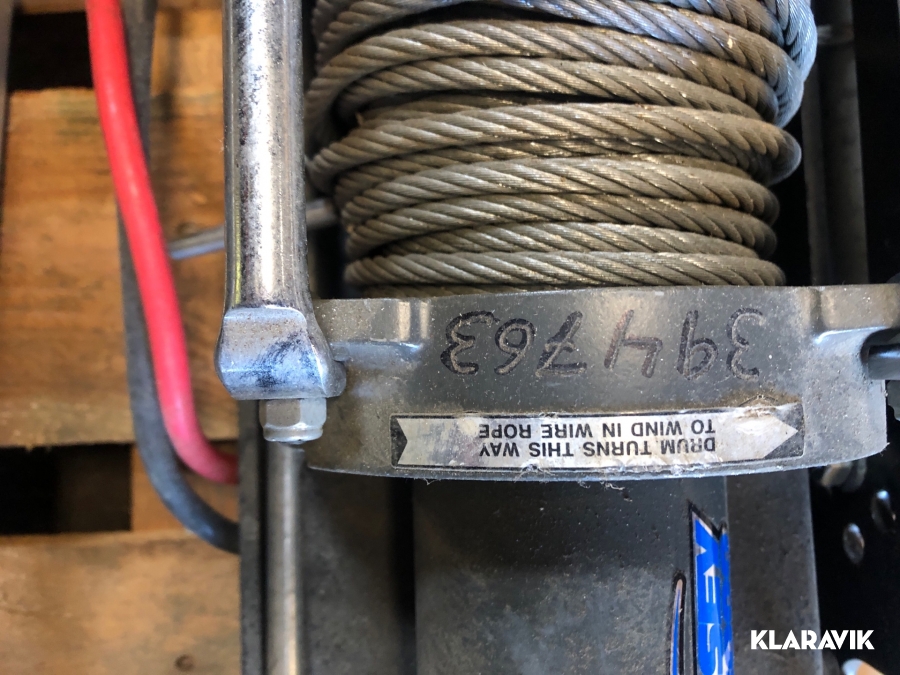 394763
DRUM TURNS THIS WAY
TO WIND IN WIRE ROPE
KLARAVIK